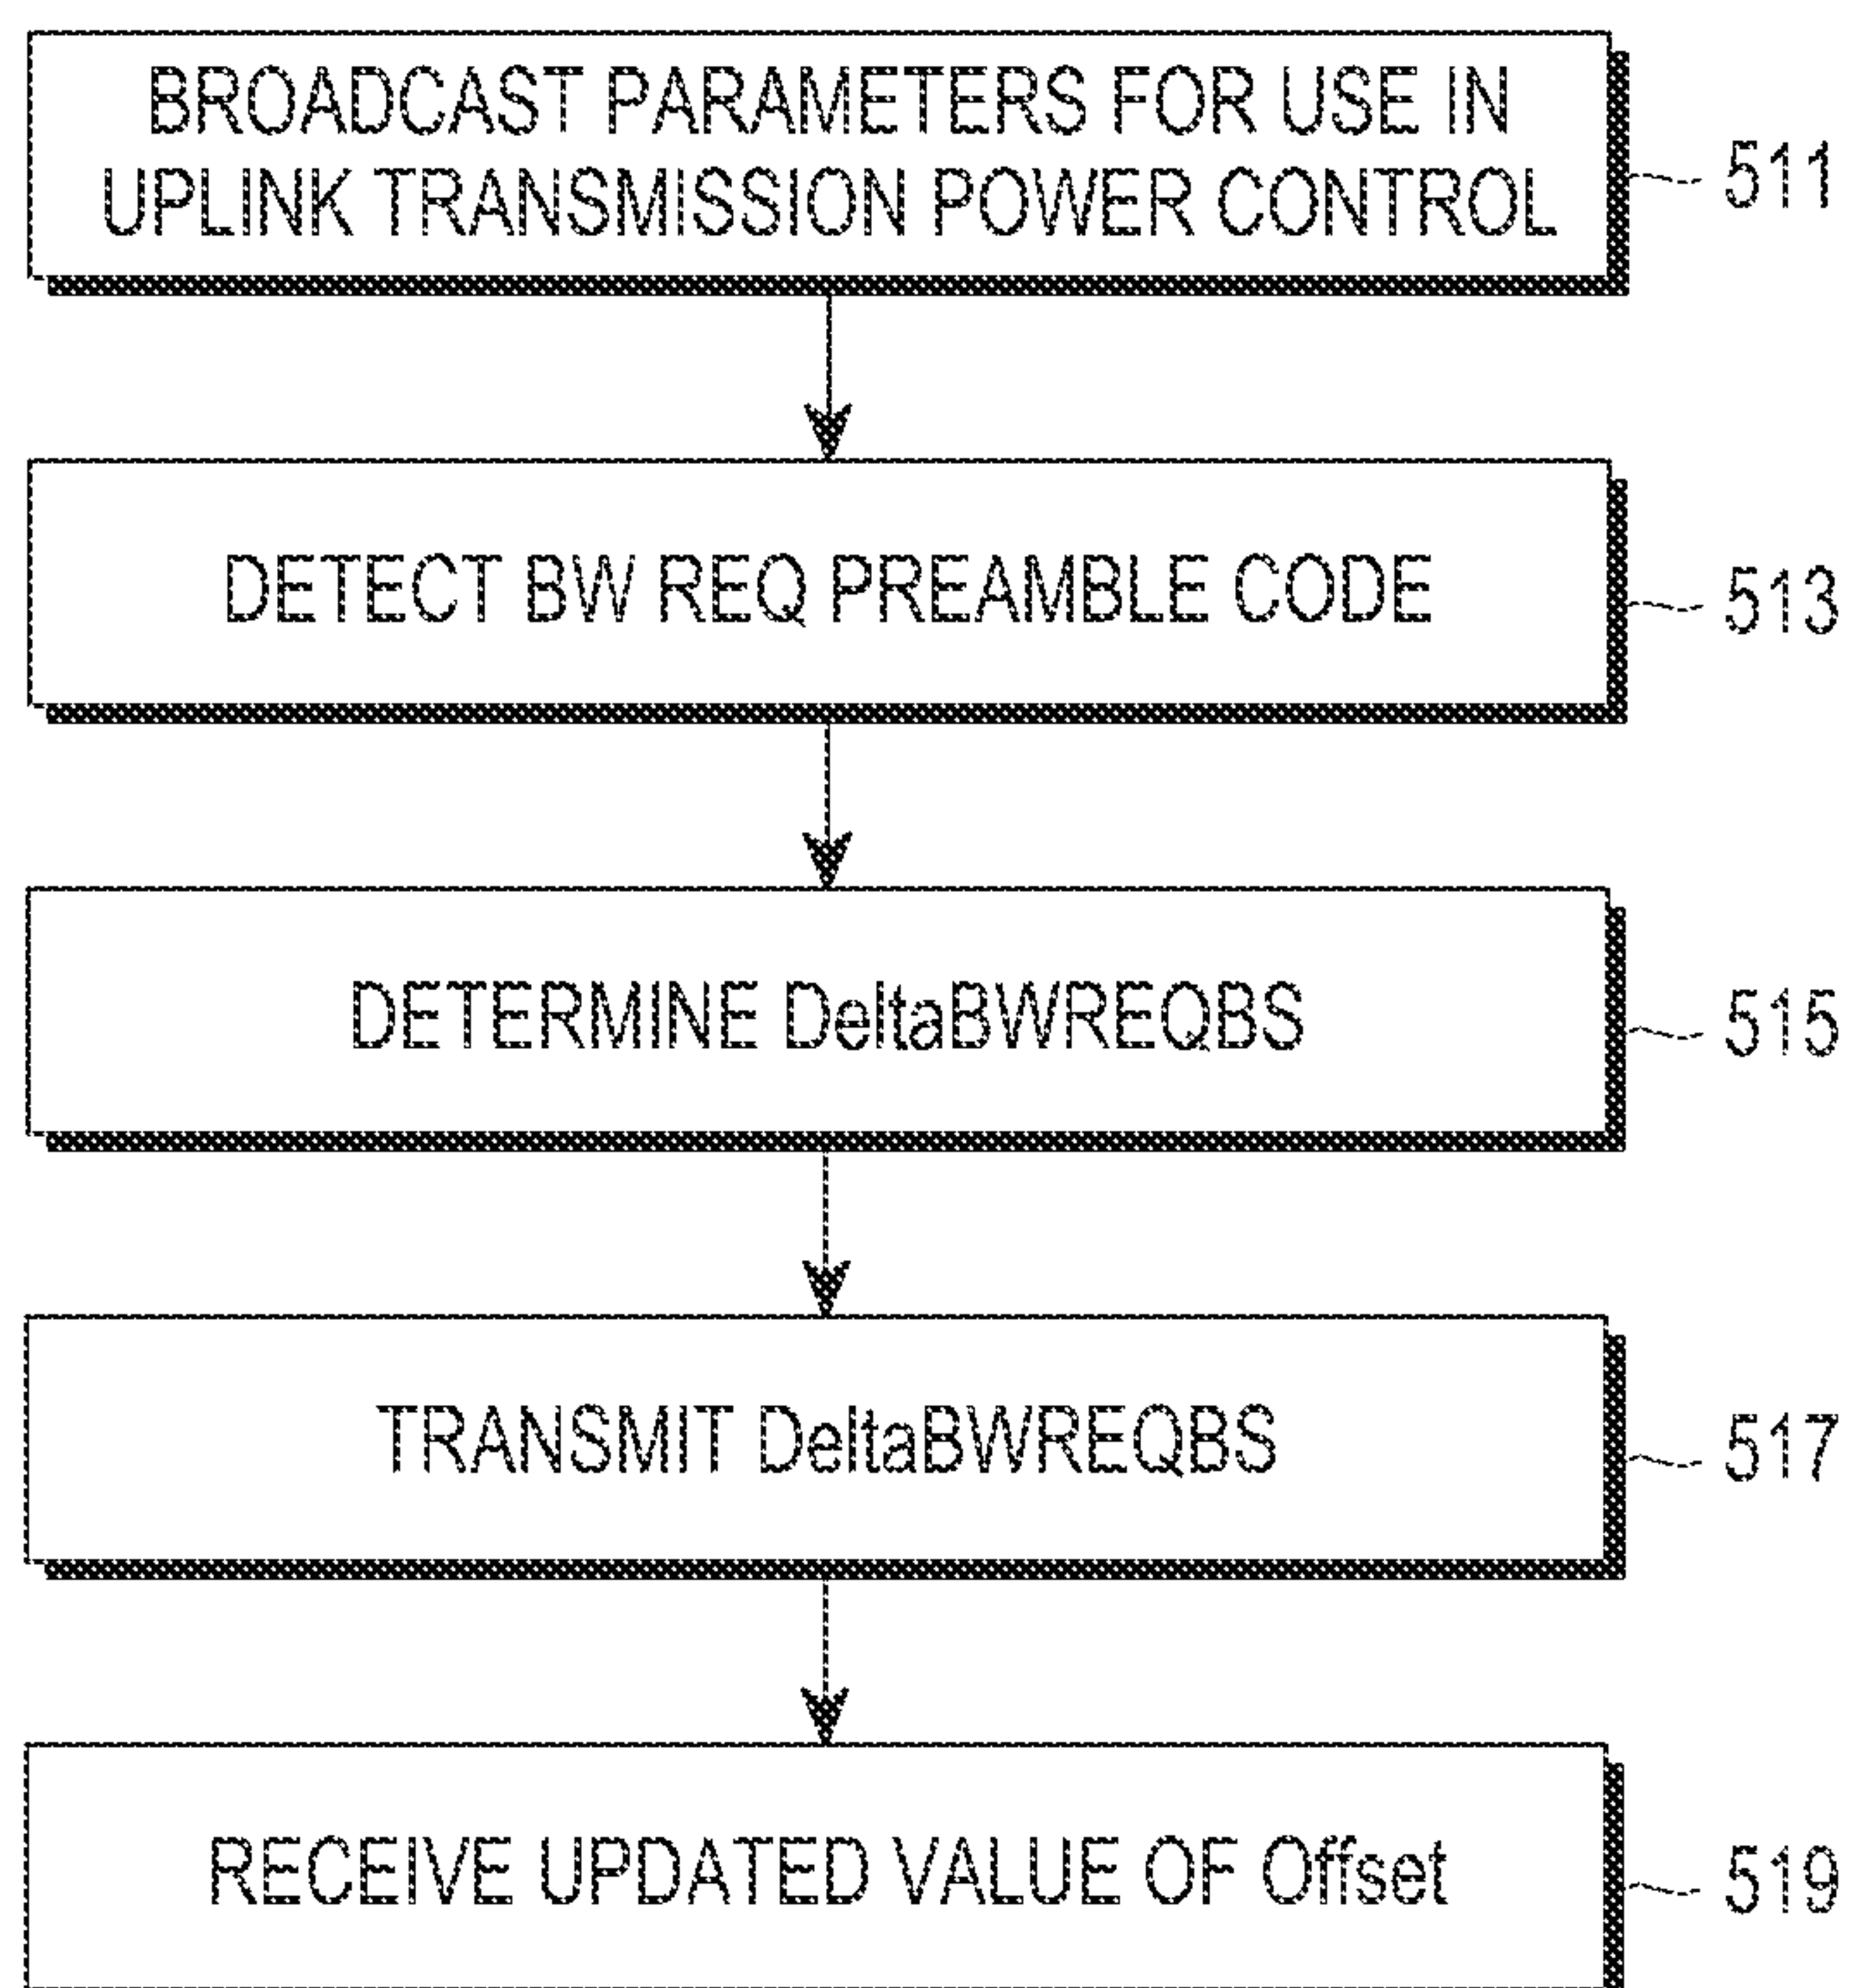 BROADCAST PARAMETERS FOR USE IN
UPLINK TRANSMISSION POWER CONTROL
511
DETECT BW REQ PREAMBLE CODE
513
DETERMINE DeltaBWREQBS
515
TRANSMIT DeltaBWREQBS
517
RECEIVE UPDATED VALUE OF Offset
519